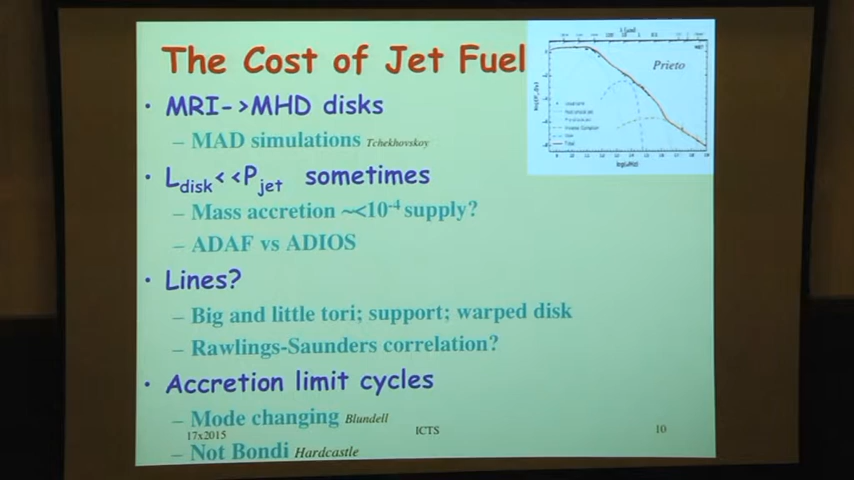 The Cost of Jet Fuel
Prieto
• MRI->MHD disks
– MAD simulations Tchekhovskoy
• Ldisk<<Pjet sometimes
– Mass accretion ~<10-4 supply?
– ADAF vs ADIOS
• Lines?
– Big and little tori; support; warped disk
– Rawlings-Saunders correlation?
• Accretion limit cycles
– Mode changing Blundell
17x2015
ICTS
10
– Not Bondi Hardcastle